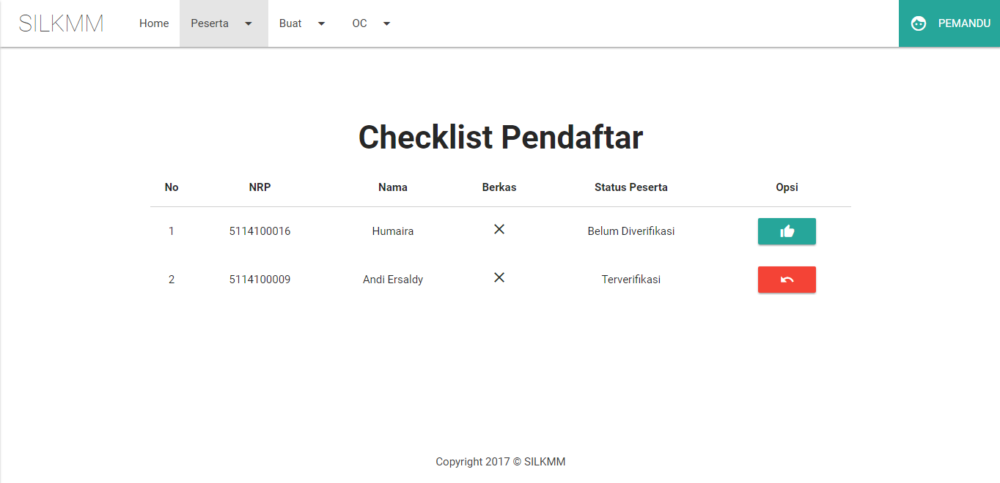 SILKMM Home Peserta Buat OC PEMANDU
Checklist Pendaftar
No NRP Nama Berkas Status Peserta Opsi
1 5114100016 Humaira Belum Diverifikasi
2 5114100009 Andi Ersaldy Terverifikasi
Copyright 2017 © SILKMM